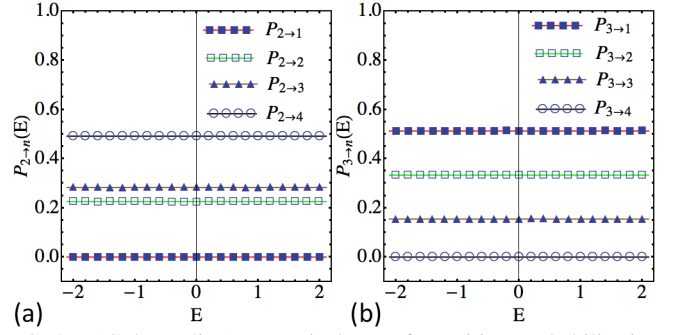 P₂→ₙ(E)
1.0
0.8
0.6
0.4
0.2
0.0
P₂→₁
P₂→₂
P₂→₃
P₂→₄
−2 −1 0 1 2
E
(a)
P₃→ₙ(E)
1.0
0.8
0.6
0.4
0.2
0.0
P₃→₁
P₃→₂
P₃→₃
P₃→₄
−2 −1 0 1 2
E
(b)